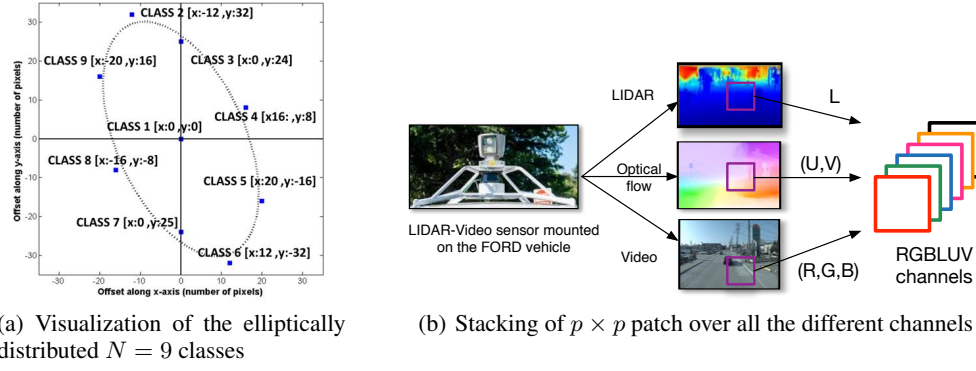 CLASS 2 [x:-12 ,y:32]
CLASS 3 [x:0 ,y:24]
CLASS 9 [x:-20 ,y:16]
CLASS 4 [x16: ,y:8]
CLASS 1 [x:0 ,y:0]
CLASS 8 [x:-16 ,y:-8]
CLASS 5 [x:20 ,y:-16]
CLASS 7 [x:0 ,y:25]
CLASS 6 [x:12 ,y:-32]
Offset along y-axis (number of pixels)
30
20
10
0
-10
-20
-30
-30 -20 -10 0 10 20 30
Offset along x-axis (number of pixels)
(a) Visualization of the elliptically
distributed N = 9 classes
LIDAR
L
Optical
flow
(U,V)
Video
(R,G,B)
LIDAR-Video sensor mounted
on the FORD vehicle
RGBLUV
channels
(b) Stacking of p × p patch over all the different channels